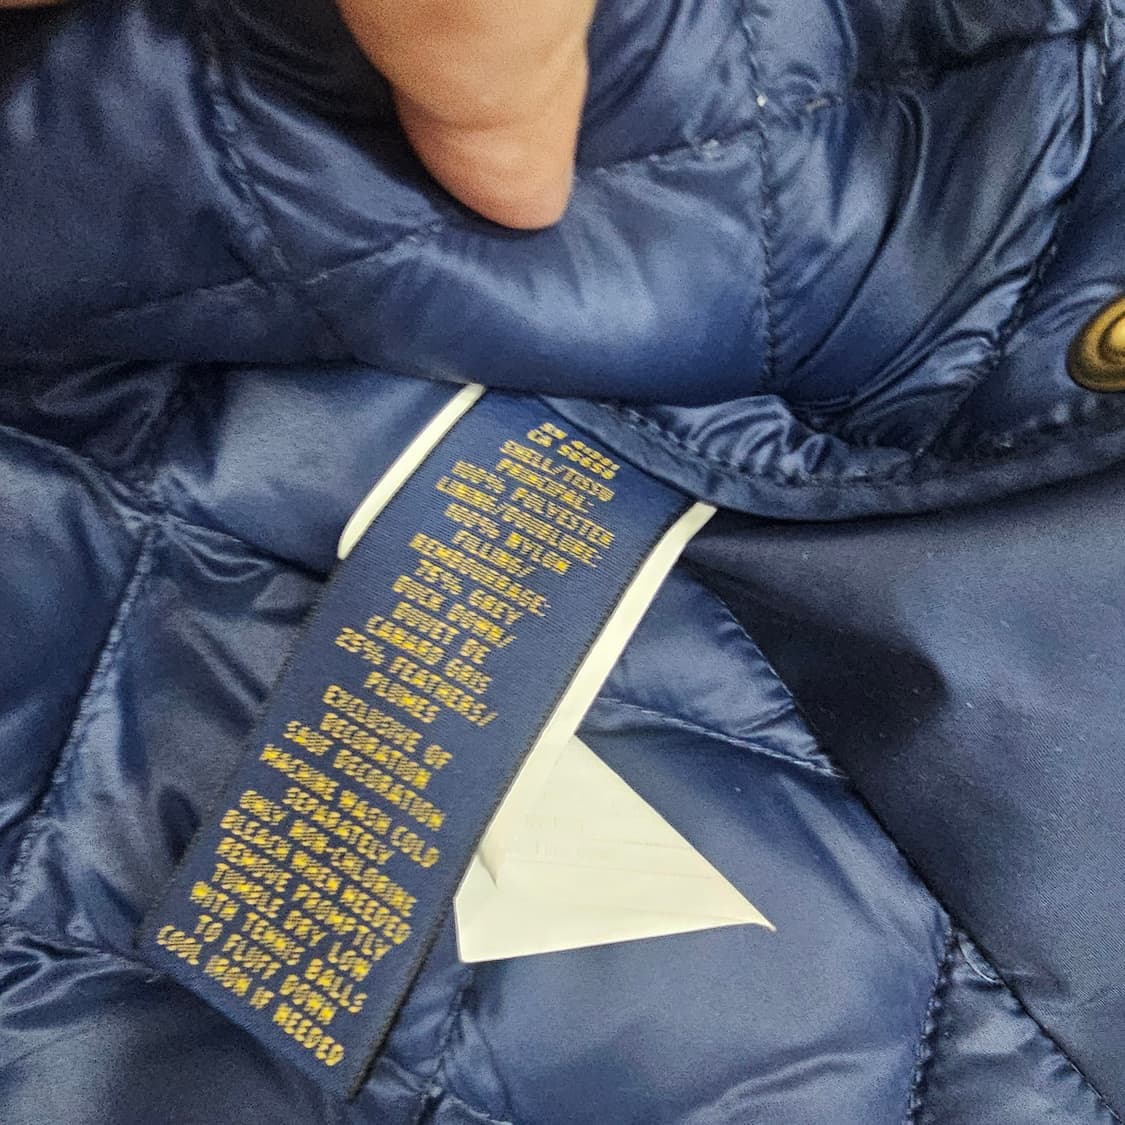 SHELL/TISSU
PRINCIPAL:
100% POLYESTER
LINING/DOUBLURE:
100% NYLON
FILLING/
REMBOURRAGE:
75% GREY
DUCK DOWN/
DUVET DE
CANARD GRIS
25% FEATHERS/
PLUMES
EXCLUSIVE OF
DECORATION
SAUF DECORATION
MACHINE WASH COLD
SEPARATELY
ONLY NON-CHLORINE
BLEACH WHEN NEEDED
REMOVE PROMPTLY
TUMBLE DRY LOW
WITH TENNIS BALLS
TO FLUFF DOWN
COOL IRON IF NEEDED